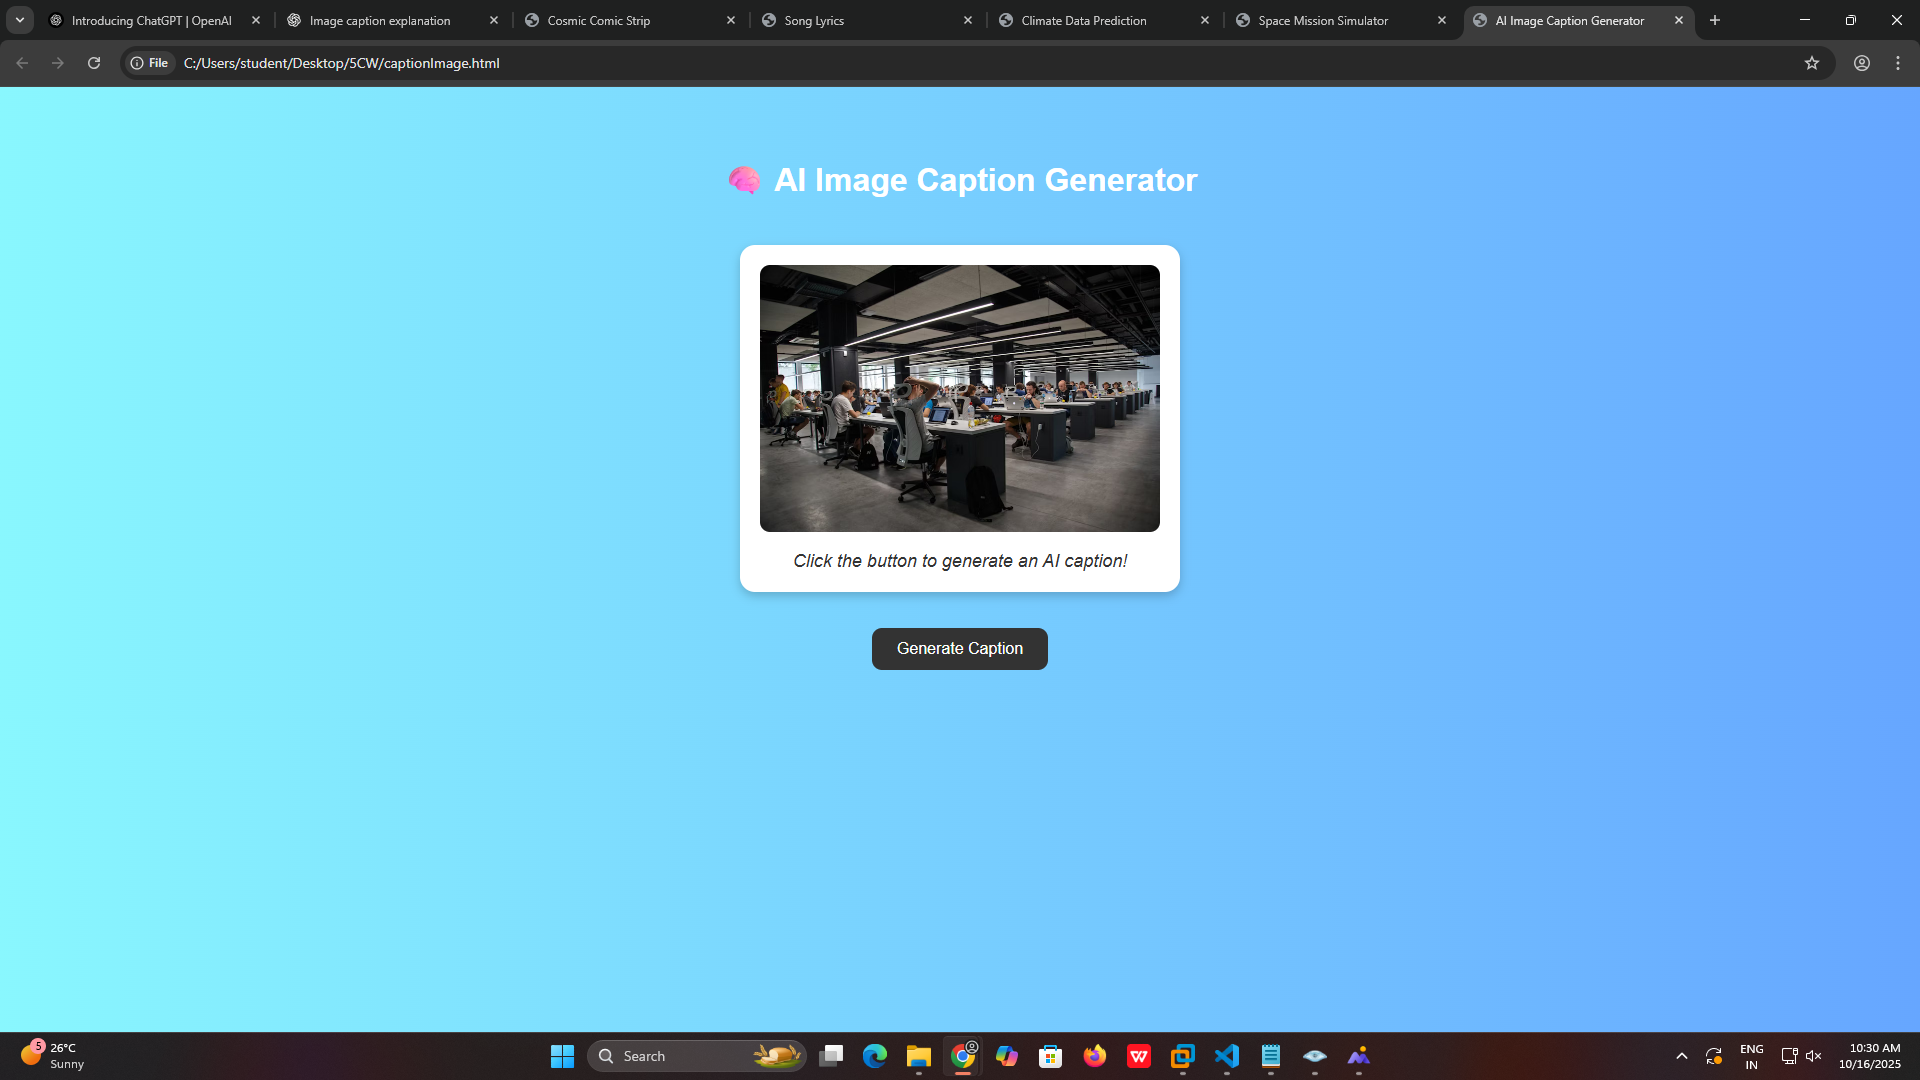 Introducing ChatGPT | OpenAI
Image caption explanation
Cosmic Comic Strip
Song Lyrics
Climate Data Prediction
Space Mission Simulator
AI Image Caption Generator
File
C:/Users/student/Desktop/5CW/captionImage.html
🧠 AI Image Caption Generator
Click the button to generate an AI caption!
Generate Caption
5
26°C
Sunny
Search
W
ENG
IN
10:30 AM
10/16/2025